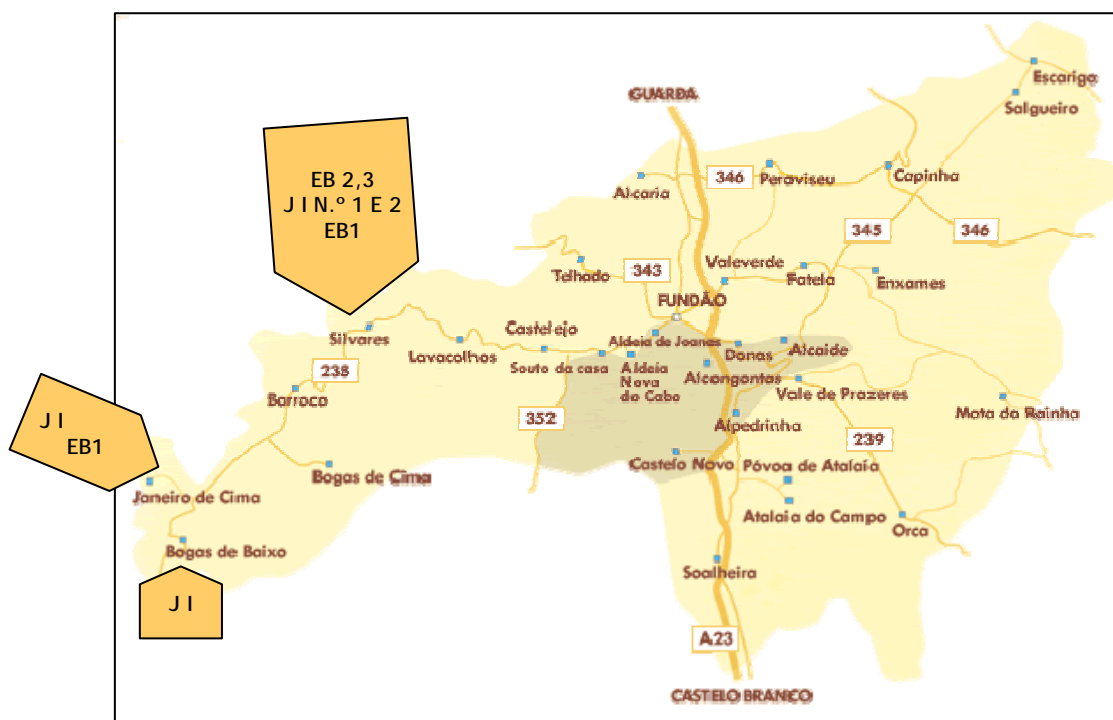 Escarigo
Salgueiro
GUARDA
346
Peroviseu
Capinha
Alcaria
EB 2,3
J I N.º 1 E 2
EB1
345
346
Telhado
343
Valeverde
Fatela
Enxames
FUNDÃO
Silvares
Lavacolhos
Castelejo
Aldeia de Joanes
Donas
Alcaide
Souto da casa
Aldeia
Nova
do Cabo
Alcongostas
Vale de Prazeres
238
Barroca
352
Alpedrinha
Mata da Rainha
239
J I
EB1
Janeiro de Cima
Bogas de Cima
Castelo Novo
Póvoa de Atalaia
Atalaia do Campo
Orca
Bogas de Baixo
Soalheira
J I
A23
CASTELO BRANCO